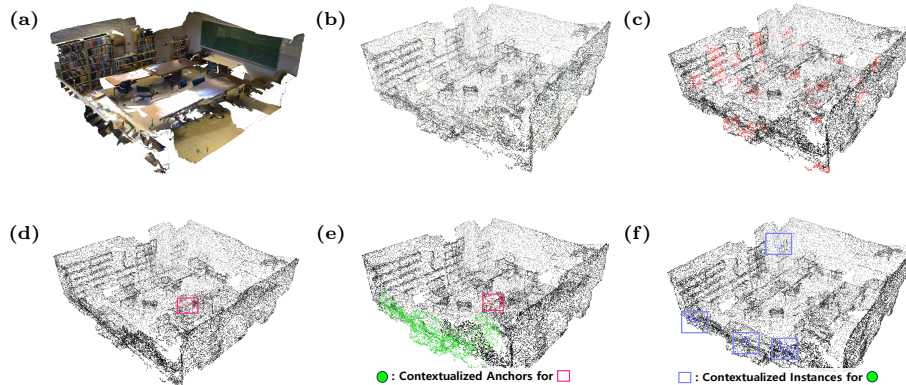 (a)
(b)
(c)
(d)
(e)
(f)
: Contextualized Anchors for
: Contextualized Instances for